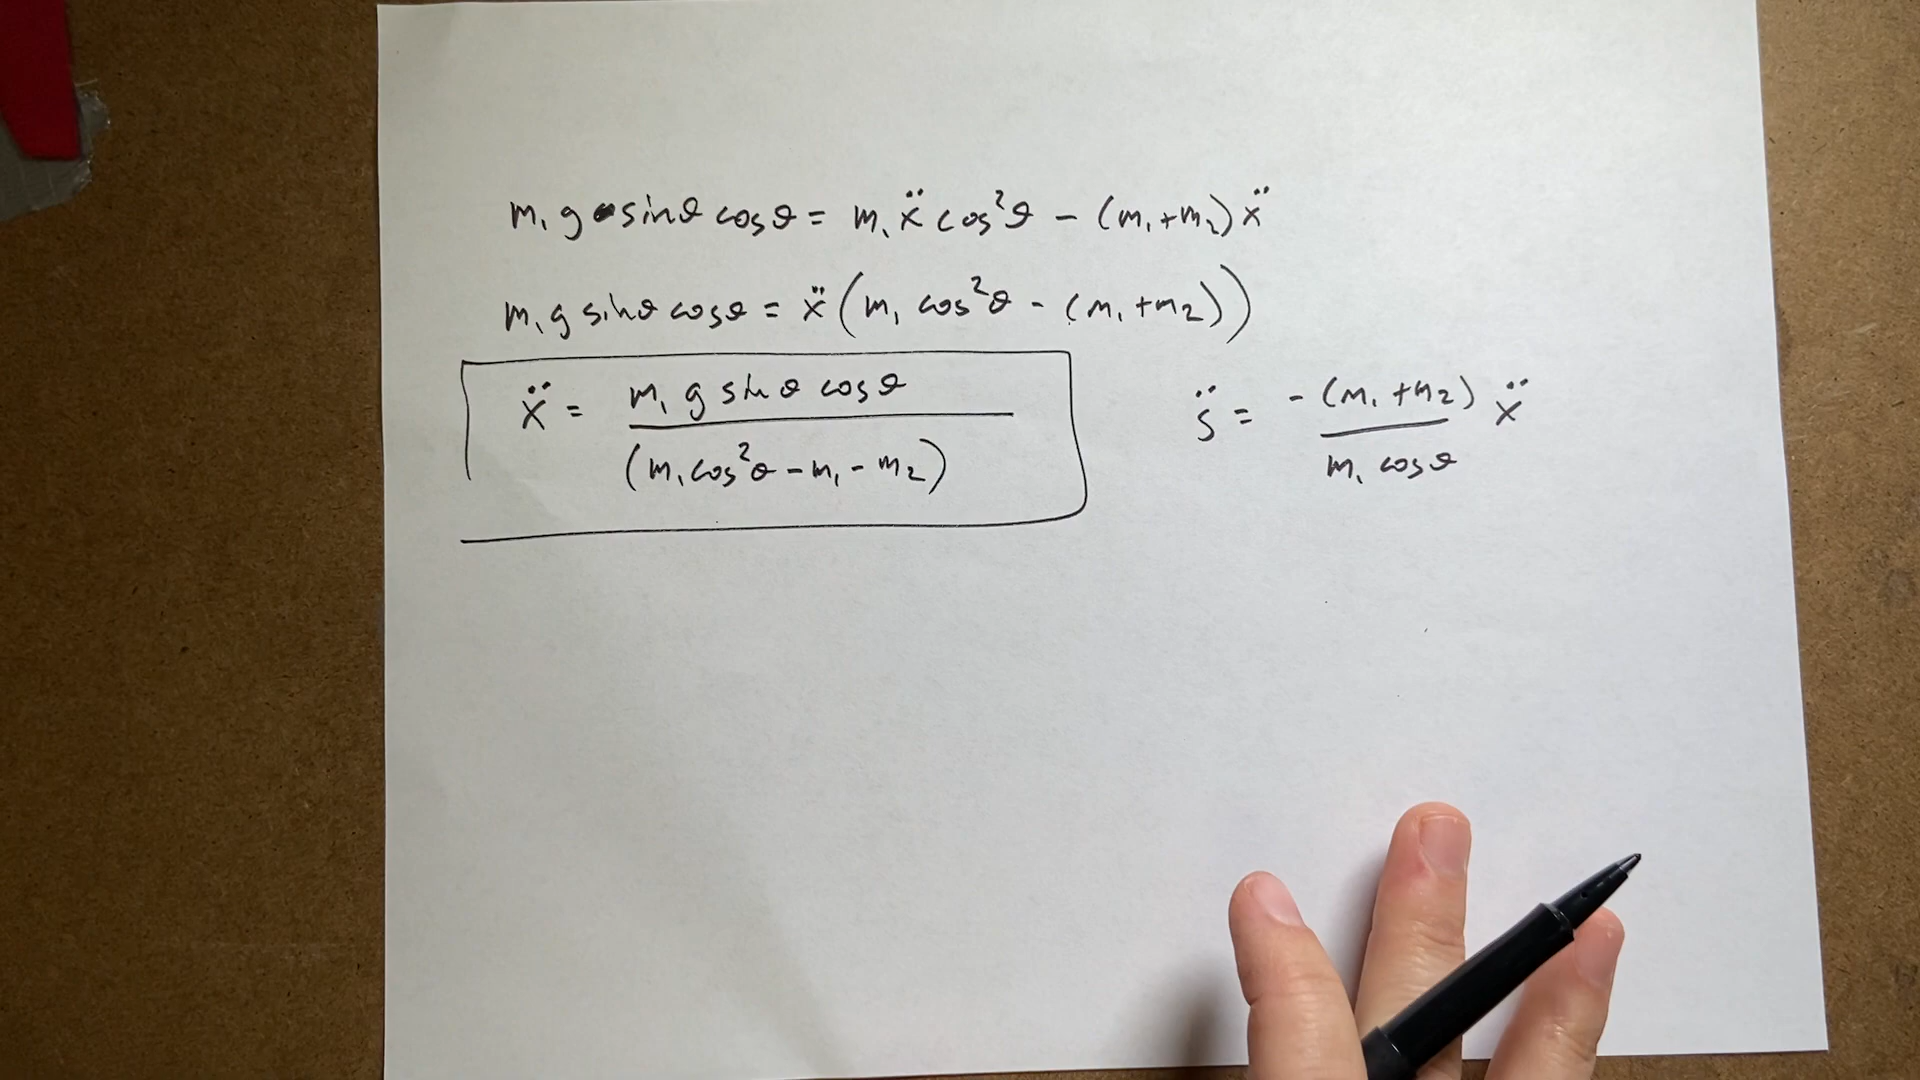 m₁ g sinθ cosθ = m₁ ẍ cos²θ - (m₁+m₂) ẍ
m₁ g sinθ cosθ = ẍ (m₁ cos²θ - (m₁+m₂))
ẍ = m₁ g sinθ cosθ / (m₁cos²θ - m₁ - m₂)
s̈ = -(m₁+m₂) / m₁ cosθ ẍ